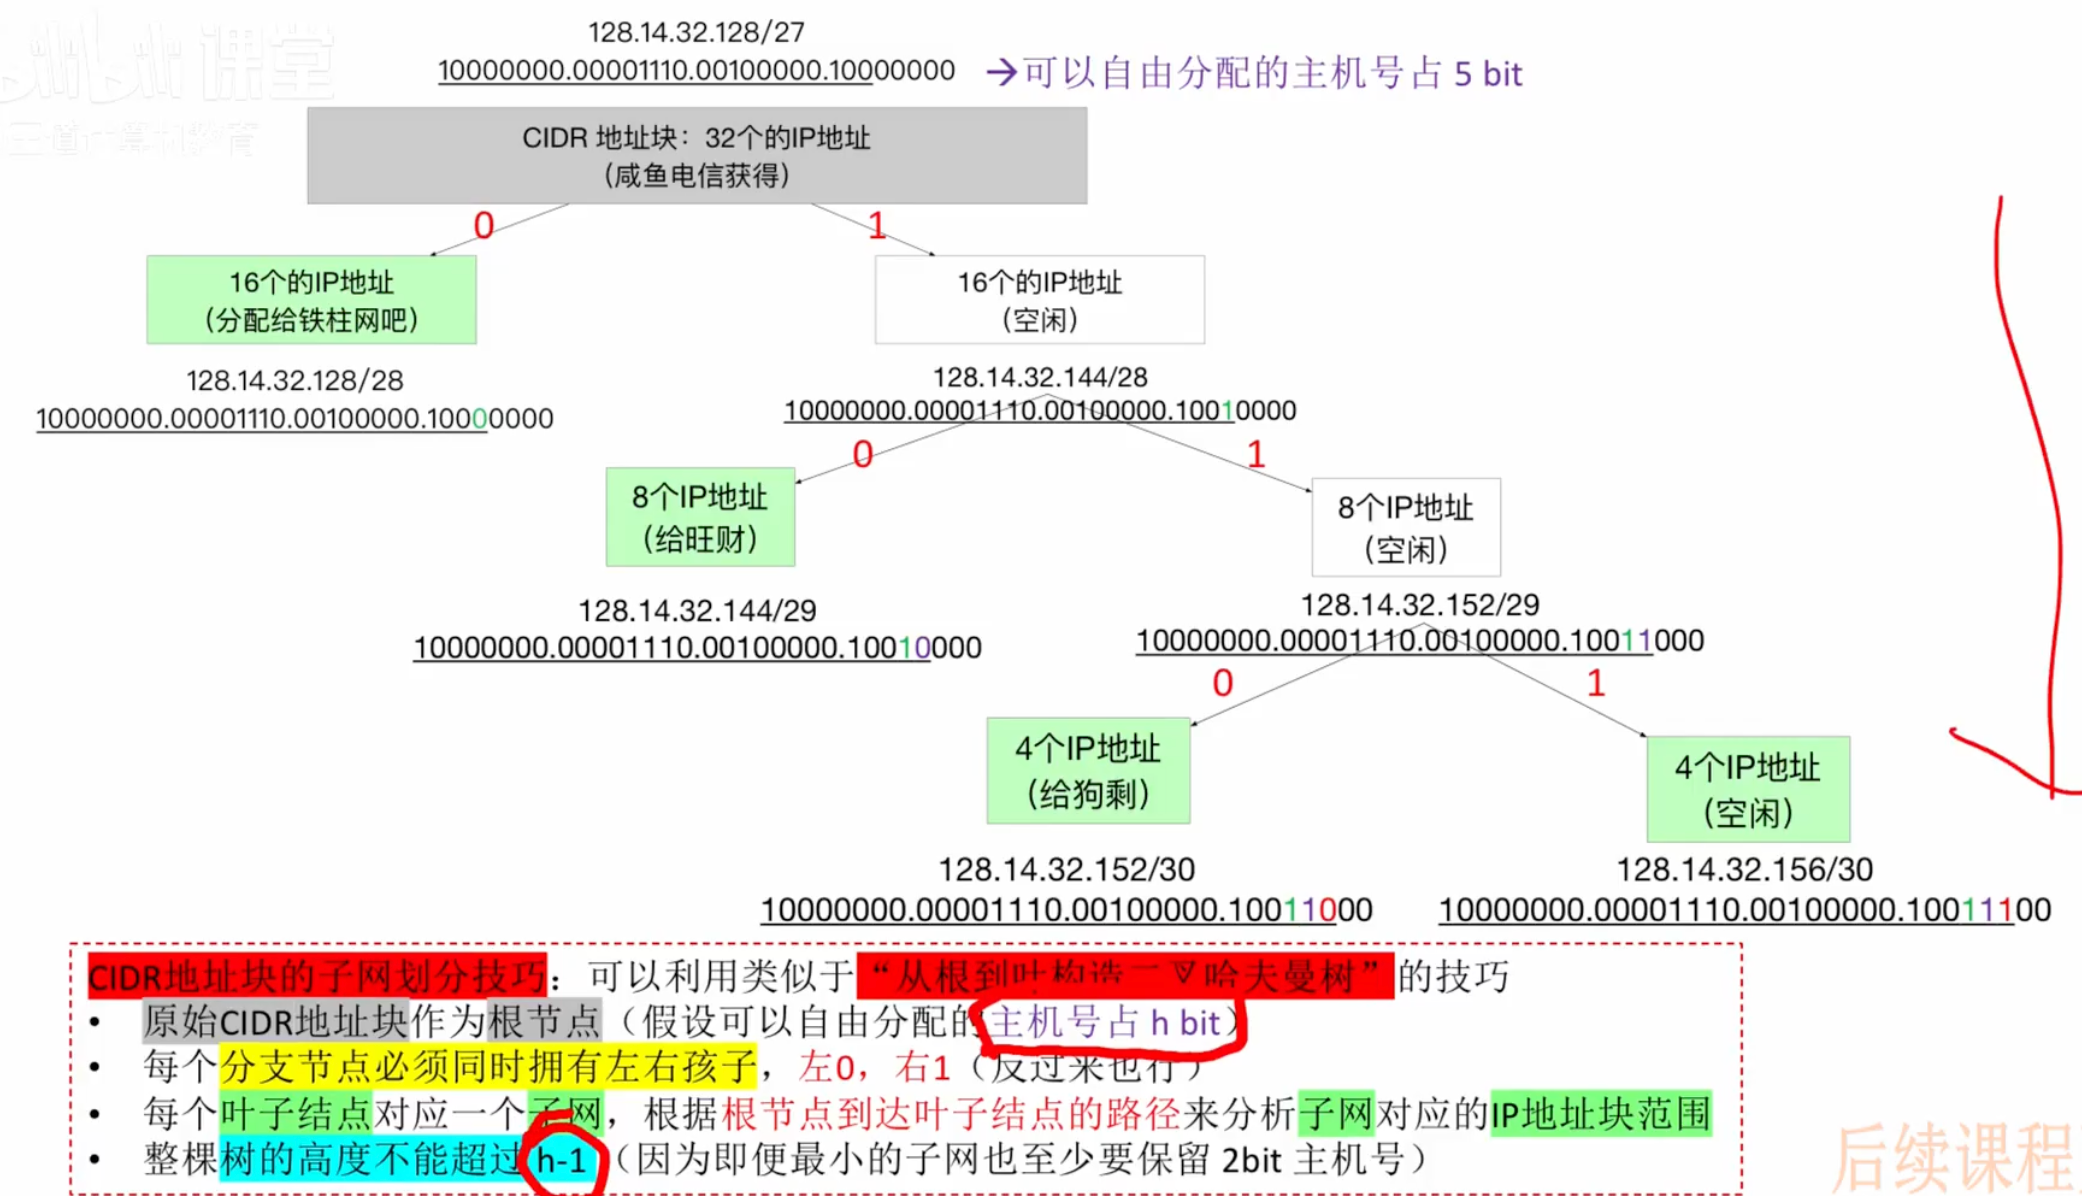 课堂
王道计算机教育
128.14.32.128/27
10000000.00001110.00100000.10000000
→可以自由分配的主机号占 5 bit
CIDR 地址块：32个的IP地址
（咸鱼电信获得）
0
1
16个的IP地址
（分配给铁柱网吧）
16个的IP地址
（空闲）
128.14.32.128/28
10000000.00001110.00100000.10000000
128.14.32.144/28
10000000.00001110.00100000.10010000
0
1
8个IP地址
（给旺财）
8个IP地址
（空闲）
128.14.32.144/29
10000000.00001110.00100000.10010000
128.14.32.152/29
10000000.00001110.00100000.10011000
0
1
4个IP地址
（给狗剩）
4个IP地址
（空闲）
128.14.32.152/30
10000000.00001110.00100000.10011000
128.14.32.156/30
10000000.00001110.00100000.10011100
CIDR地址块的子网划分技巧：可以利用类似于“从根到叶构造二叉哈夫曼树”的技巧
• 原始CIDR地址块作为根节点（假设可以自由分配的主机号占 h bit）
• 每个分支节点必须同时拥有左右孩子，左0，右1（反过来也行）
• 每个叶子结点对应一个子网，根据根节点到达叶子结点的路径来分析子网对应的IP地址块范围
• 整棵树的高度不能超过 h-1 （因为即便最小的子网也至少要保留 2bit 主机号）
后续课程